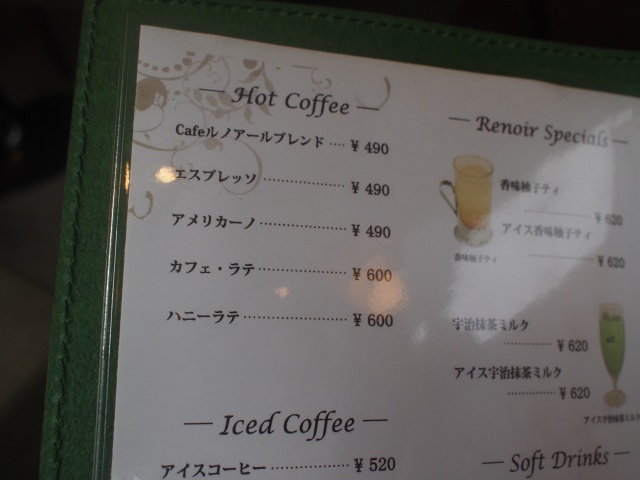 Hot Coffee
Cafeルノアールブレンド ¥ 490
エスプレッソ ¥ 490
アメリカーノ ¥ 490
カフェ・ラテ ¥ 600
ハニーラテ ¥ 600
Iced Coffee
アイスコーヒー ¥ 520
Renoir Specials
香味柚子ティ
¥ 620
アイス香味柚子ティ
¥ 620
香味柚子ティ
宇治抹茶ミルク
¥ 620
アイス宇治抹茶ミルク
¥ 620
アイス宇治抹茶ミルク
Soft Drinks